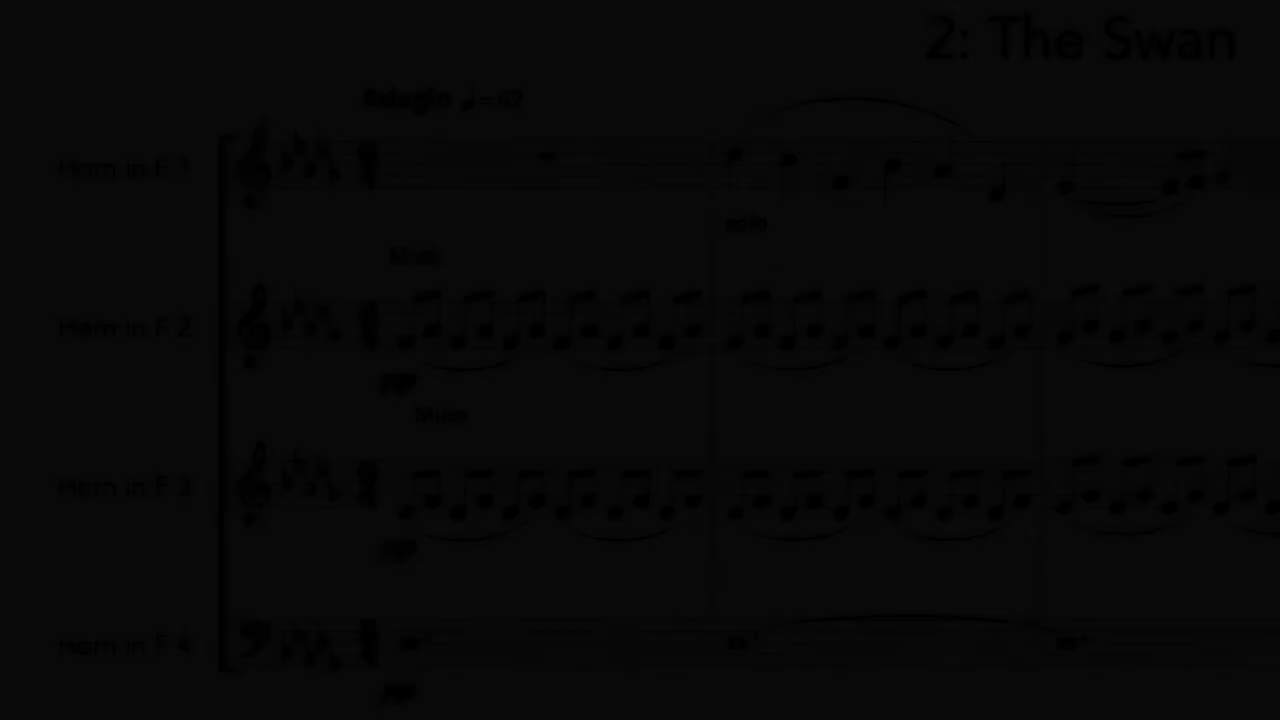 2: The Swan
Adagio ♩=62
Horn in F 1
solo
Mute
Horn in F 2
pp
Mute
Horn in F 3
pp
Horn in F 4
pp